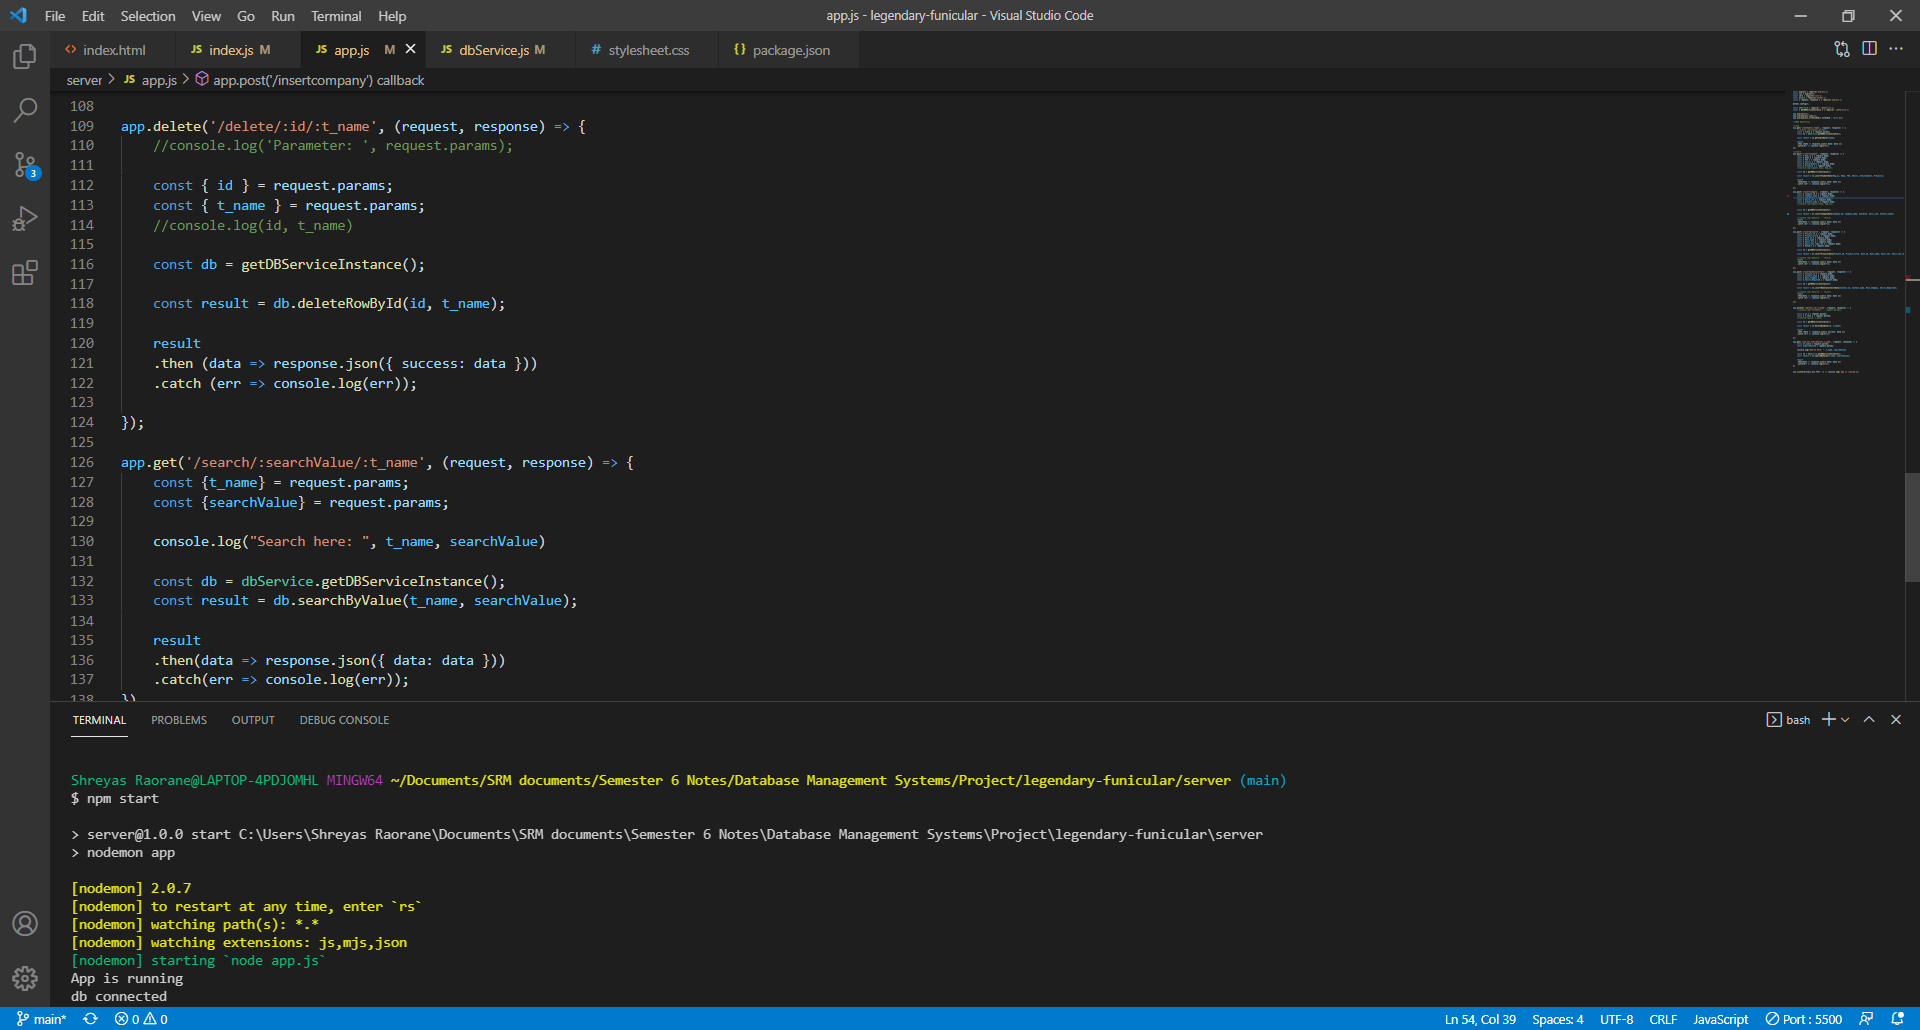 File Edit Selection View Go Run Terminal Help
app.js - legendary-funicular - Visual Studio Code
index.html
JS index.js M
JS app.js M
JS dbService.js M
# stylesheet.css
{} package.json
server > JS app.js > app.post('/insertcompany') callback
3
108
109 app.delete('/delete/:id/:t_name', (request, response) => {
110 //console.log('Parameter: ', request.params);
111
112 const { id } = request.params;
113 const { t_name } = request.params;
114 //console.log(id, t_name)
115
116 const db = getDBServiceInstance();
117
118 const result = db.deleteRowById(id, t_name);
119
120 result
121 .then (data => response.json({ success: data }))
122 .catch (err => console.log(err));
123
124 });
125
126 app.get('/search/:searchValue/:t_name', (request, response) => {
127 const {t_name} = request.params;
128 const {searchValue} = request.params;
129
130 console.log("Search here: ", t_name, searchValue)
131
132 const db = dbService.getDBServiceInstance();
133 const result = db.searchByValue(t_name, searchValue);
134
135 result
136 .then(data => response.json({ data: data }))
137 .catch(err => console.log(err));
138 })
TERMINAL PROBLEMS OUTPUT DEBUG CONSOLE
bash
Shreyas Raorane@LAPTOP-4PDJOMHL MINGW64 ~/Documents/SRM documents/Semester 6 Notes/Database Management Systems/Project/legendary-funicular/server (main)
$ npm start
> server@1.0.0 start C:\Users\Shreyas Raorane\Documents\SRM documents\Semester 6 Notes\Database Management Systems\Project\legendary-funicular\server
> nodemon app
[nodemon] 2.0.7
[nodemon] to restart at any time, enter `rs`
[nodemon] watching path(s): *.*
[nodemon] watching extensions: js,mjs,json
[nodemon] starting `node app.js`
App is running
db connected
main* 0 0
Ln 54, Col 39 Spaces: 4 UTF-8 CRLF JavaScript Port : 5500